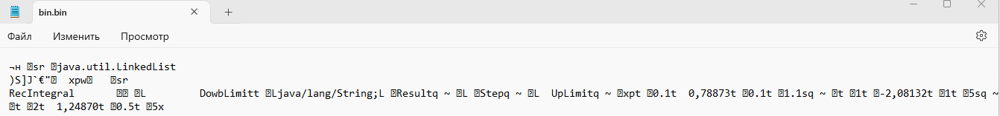 bin.bin
Файл Изменить Просмотр
¬н sr java.util.LinkedList
)S]J`€" xpw sr
RecIntegral L DowbLimitt Ljava/lang/String;L Resultq ~ L Stepq ~ L UpLimitq ~ xpt 0.1t 0,78873t 0.1t 1.1sq ~ t 1t -2,08132t 1t 5sq ~
t 2t 1,24870t 0.5t 5x